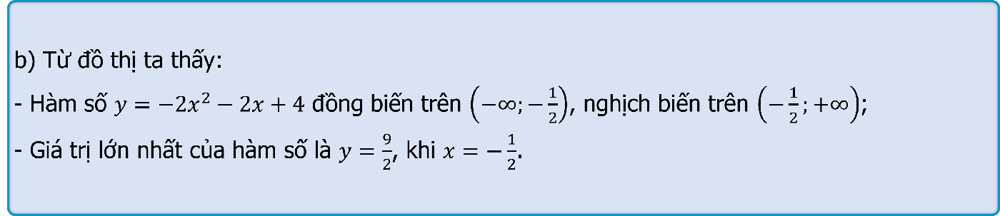 b) Từ đồ thị ta thấy:
- Hàm số $y = -2x^2 - 2x + 4$ đồng biến trên $\left(-\infty; -\frac{1}{2}\right)$, nghịch biến trên $\left(-\frac{1}{2}; +\infty\right)$;
- Giá trị lớn nhất của hàm số là $y = \frac{9}{2}$, khi $x = -\frac{1}{2}$.